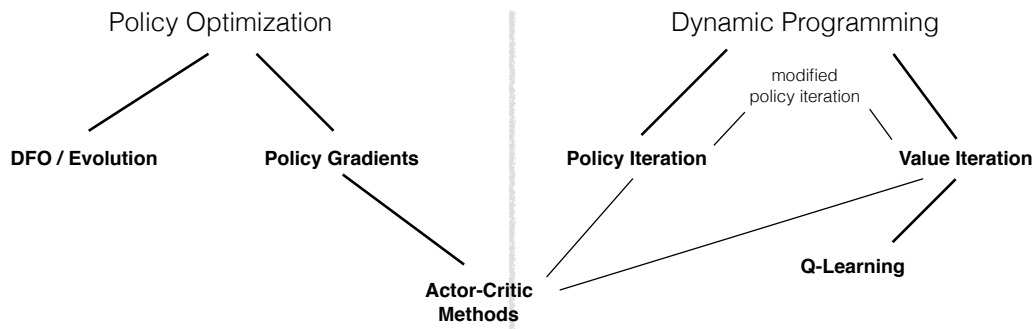 Policy Optimization
Dynamic Programming
modified
policy iteration
DFO / Evolution
Policy Gradients
Policy Iteration
Value Iteration
Q-Learning
Actor-Critic
Methods